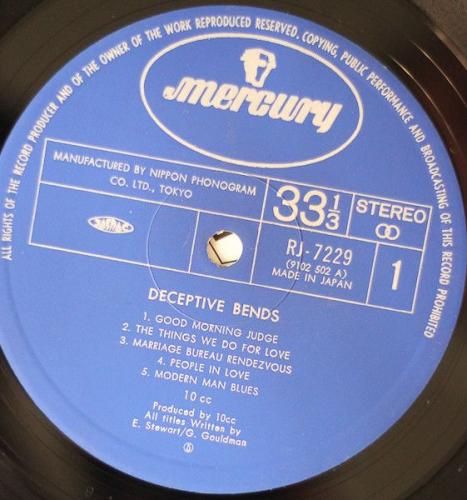 ALL RIGHTS OF THE RECORD PRODUCER AND OF THE OWNER OF THE WORK REPRODUCED RESERVED. COPYING, PUBLIC PERFORMANCE AND BROADCASTING OF THIS RECORD PROHIBITED
mercury
MANUFACTURED BY NIPPON PHONOGRAM
CO. LTD., TOKYO
33 1/3
STEREO
RJ-7229
(9102 502 A)
MADE IN JAPAN
1
DECEPTIVE BENDS
1. GOOD MORNING JUDGE
2. THE THINGS WE DO FOR LOVE
3. MARRIAGE BUREAU RENDEZVOUS
4. PEOPLE IN LOVE
5. MODERN MAN BLUES
10 cc
Produced by 10cc
All titles Written by
E. Stewart/G. Gouldman